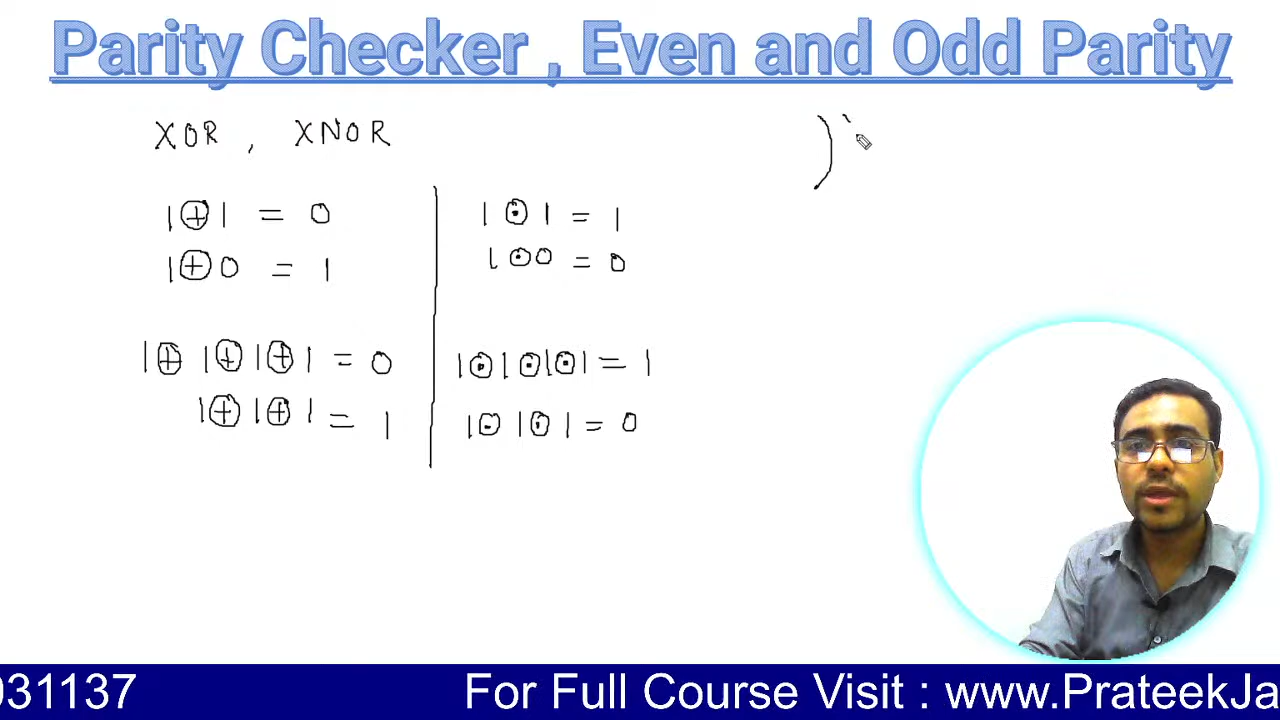 Parity Checker , Even and Odd Parity
XOR , XNOR
1⊕1 = 0
1⊕0 = 1
1⊕1⊕1⊕1 = 0
1⊕1⊕1 = 1
1⊙1 = 1
1⊙0 = 0
1⊙1⊙1⊙1 = 1
1⊙1⊙1 = 0
031137 For Full Course Visit : www.PrateekJa